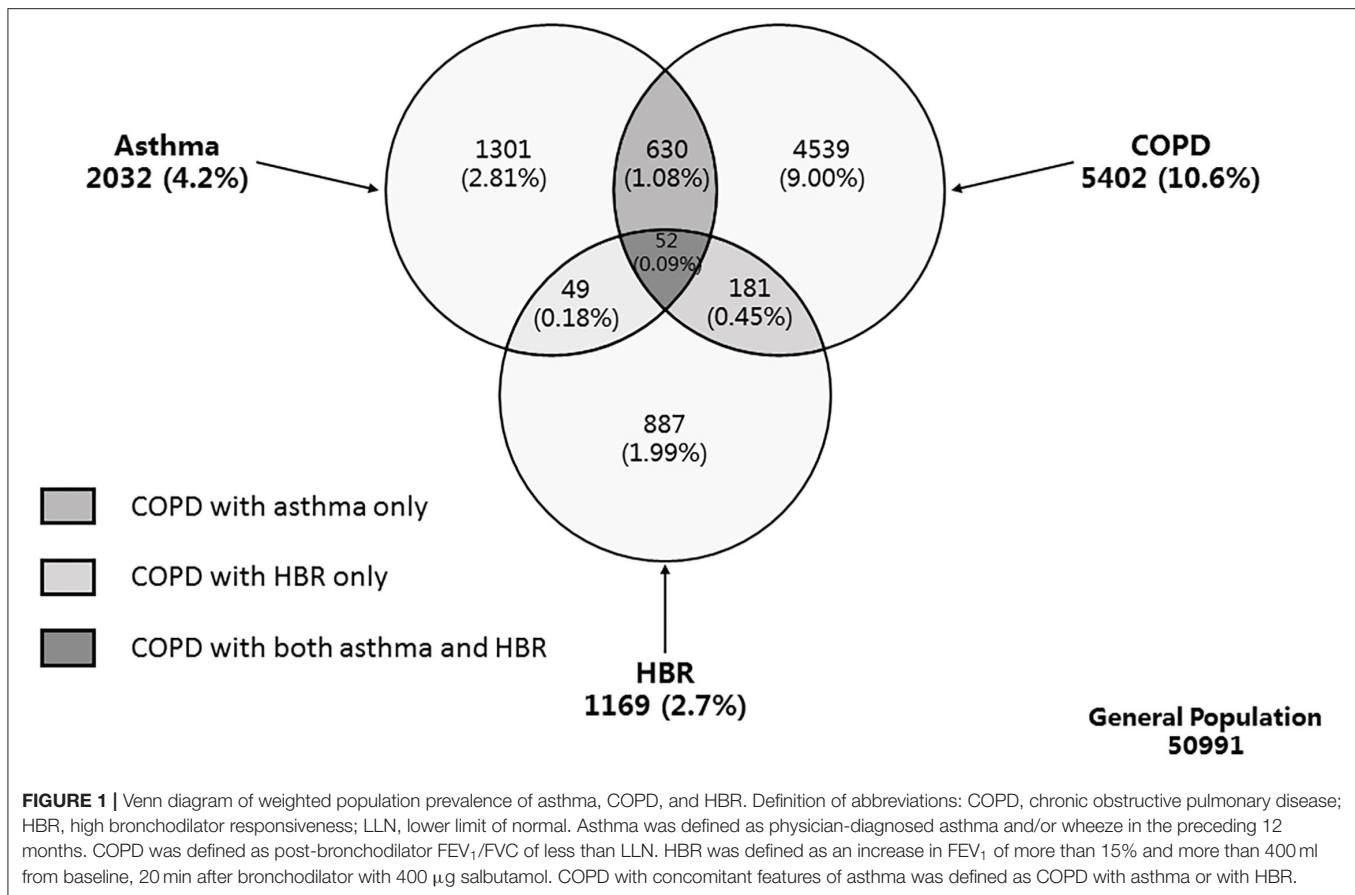 Asthma
2032 (4.2%)
1301
(2.81%)
630
(1.08%)
4539
(9.00%)
COPD
5402 (10.6%)
52
(0.09%)
49
(0.18%)
181
(0.45%)
887
(1.99%)
COPD with asthma only
COPD with HBR only
COPD with both asthma and HBR
HBR
1169 (2.7%)
General Population
50991
FIGURE 1 | Venn diagram of weighted population prevalence of asthma, COPD, and HBR. Definition of abbreviations: COPD, chronic obstructive pulmonary disease;
HBR, high bronchodilator responsiveness; LLN, lower limit of normal. Asthma was defined as physician-diagnosed asthma and/or wheeze in the preceding 12
months. COPD was defined as post-bronchodilator FEV₁/FVC of less than LLN. HBR was defined as an increase in FEV₁ of more than 15% and more than 400 ml
from baseline, 20 min after bronchodilator with 400 μg salbutamol. COPD with concomitant features of asthma was defined as COPD with asthma or with HBR.